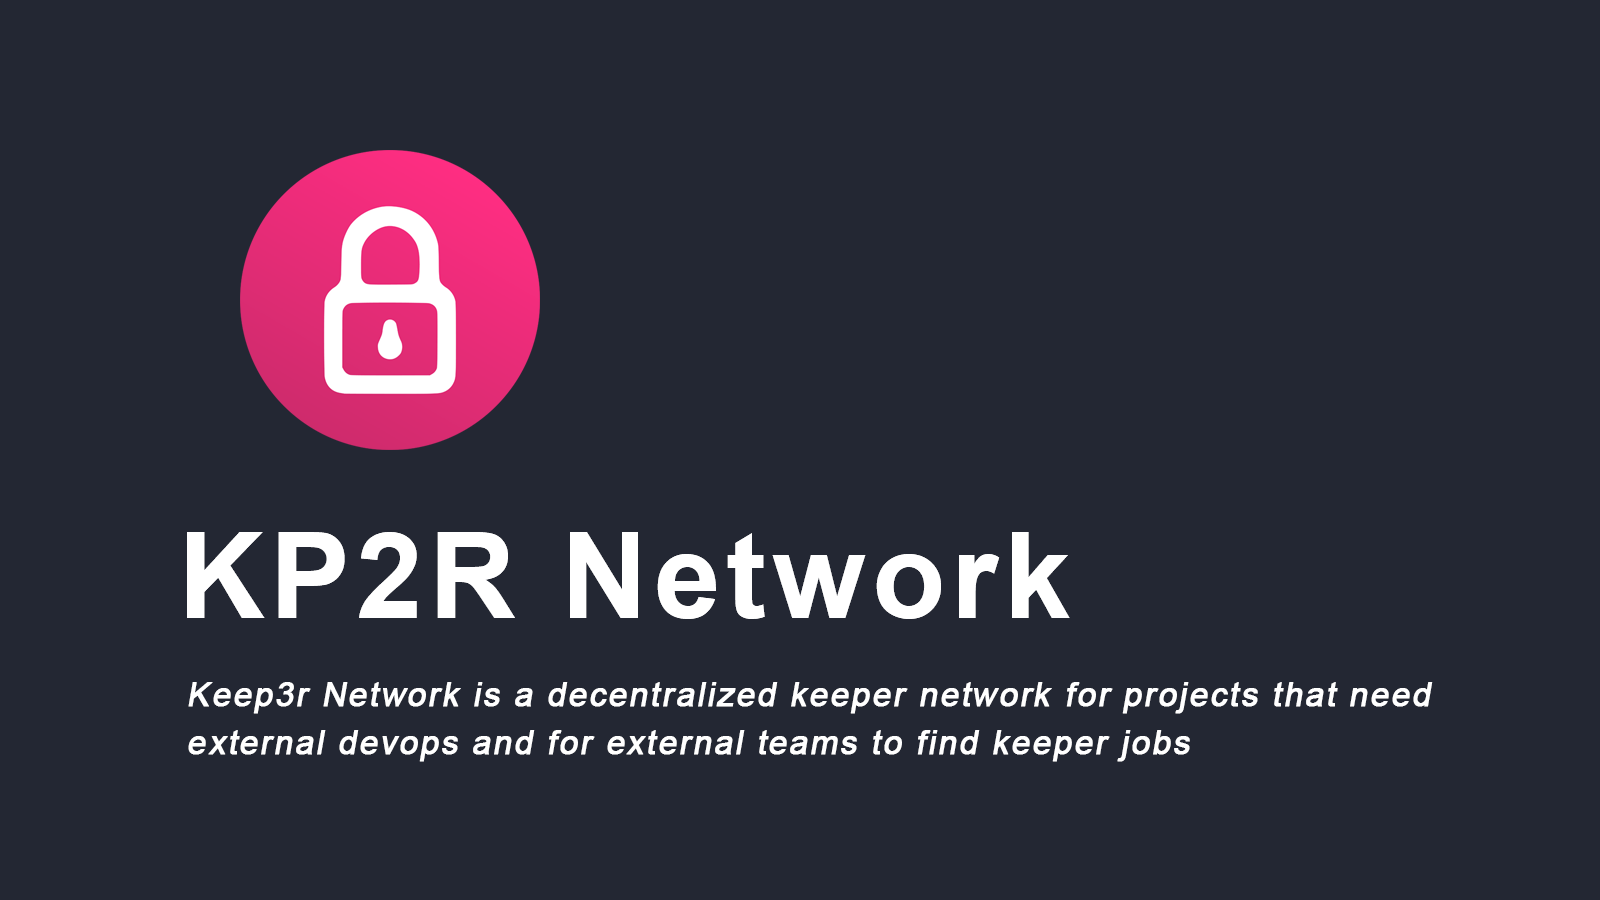 KP2R Network
Keep3r Network is a decentralized keeper network for projects that need
external devops and for external teams to find keeper jobs